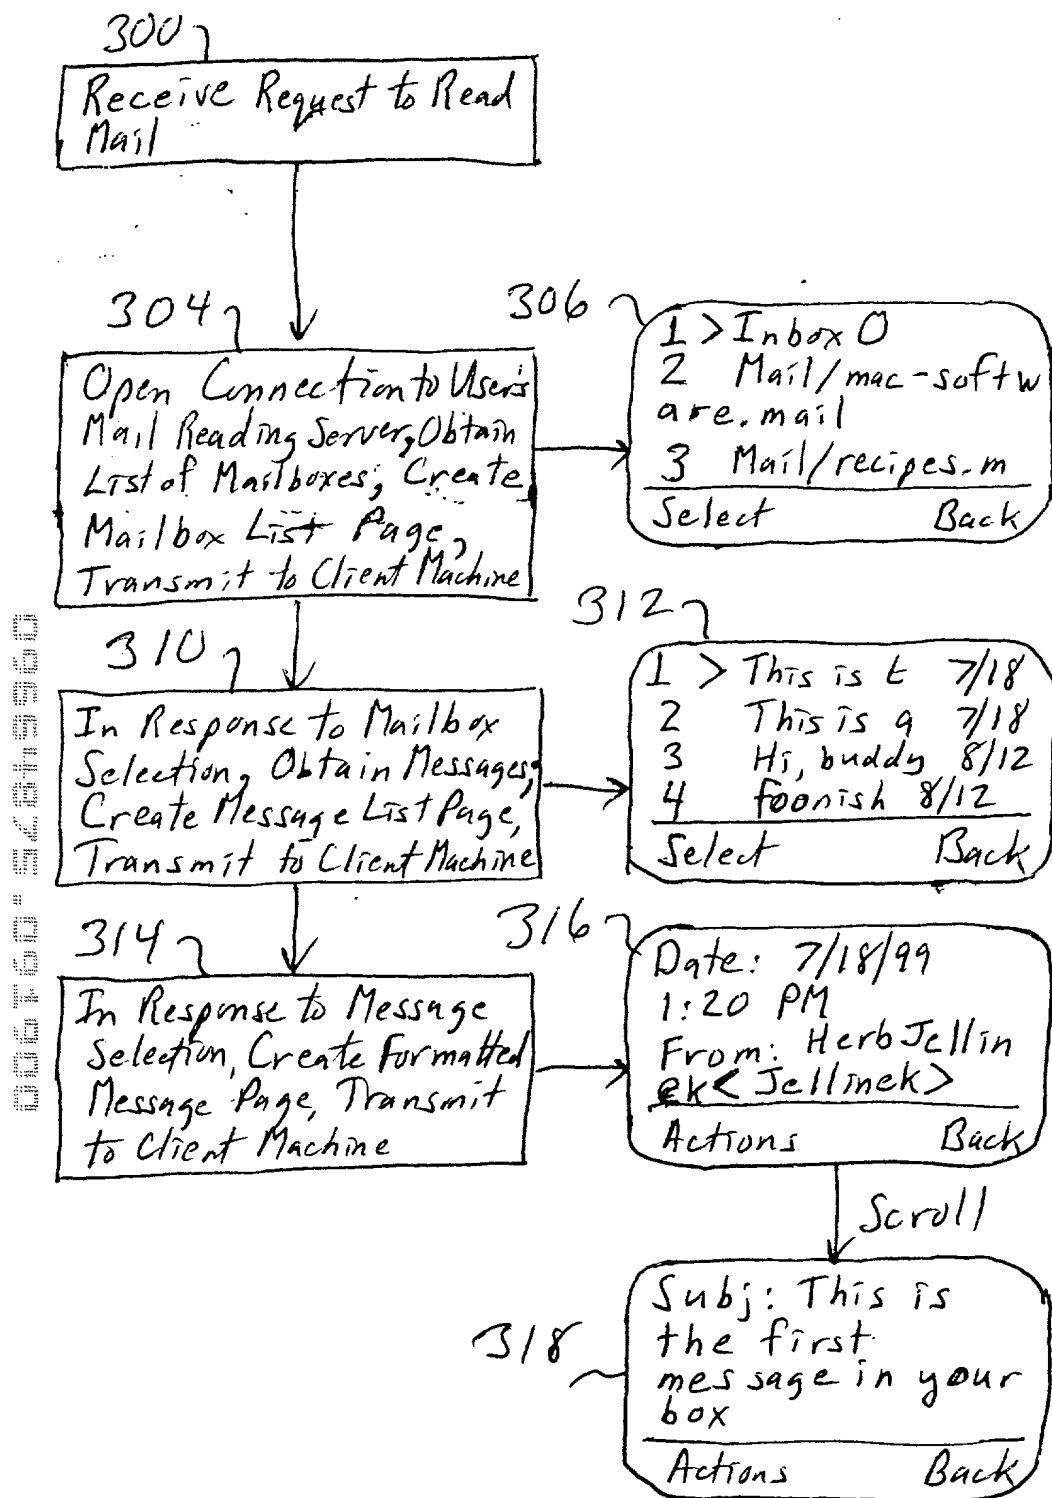 300
Receive Request to Read
Mail
304
Open Connection to User's
Mail Reading Server, Obtain
List of Mailboxes; Create
Mailbox List Page,
Transmit to Client Machine
306
1 > Inbox 0
2 Mail/mac-softw
are.mail
3 Mail/recipes.m
Select Back
310
In Response to Mailbox
Selection, Obtain Messages;
Create Message List Page,
Transmit to Client Machine
312
1 > This is t 7/18
2 This is a 7/18
3 Hi, buddy 8/12
4 foonish 8/12
Select Back
314
In Response to Message
Selection, Create Formatted
Message Page, Transmit
to Client Machine
316
Date: 7/18/99
1:20 PM
From: Herb Jellin
ek< Jellinek>
Actions Back
Scroll
318
Subj: This is
the first
message in your
box
Actions Back